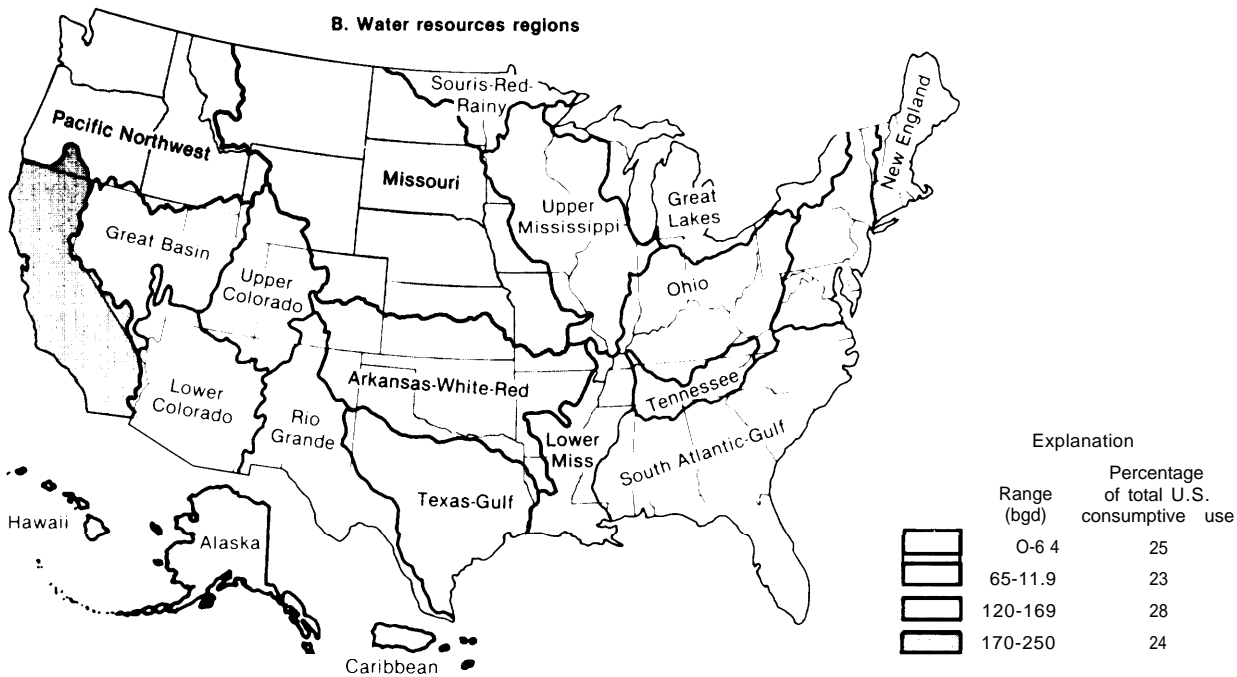 B. Water resources regions
Souris-Red-
Rainy
New England
Pacific Northwest
Missouri
Upper
Mississippi
Great
Lakes
Great Basin
Upper
Colorado
Ohio
Lower
Colorado
Rio
Grande
Arkansas-White-Red
Tennessee
Lower
Miss
South Atlantic-Gulf
Texas-Gulf
Hawaii
Alaska
Caribbean
Explanation
Range
(bgd)
Percentage
of total U.S.
consumptive use
O-6 4 25
65-11.9 23
120-169 28
170-250 24